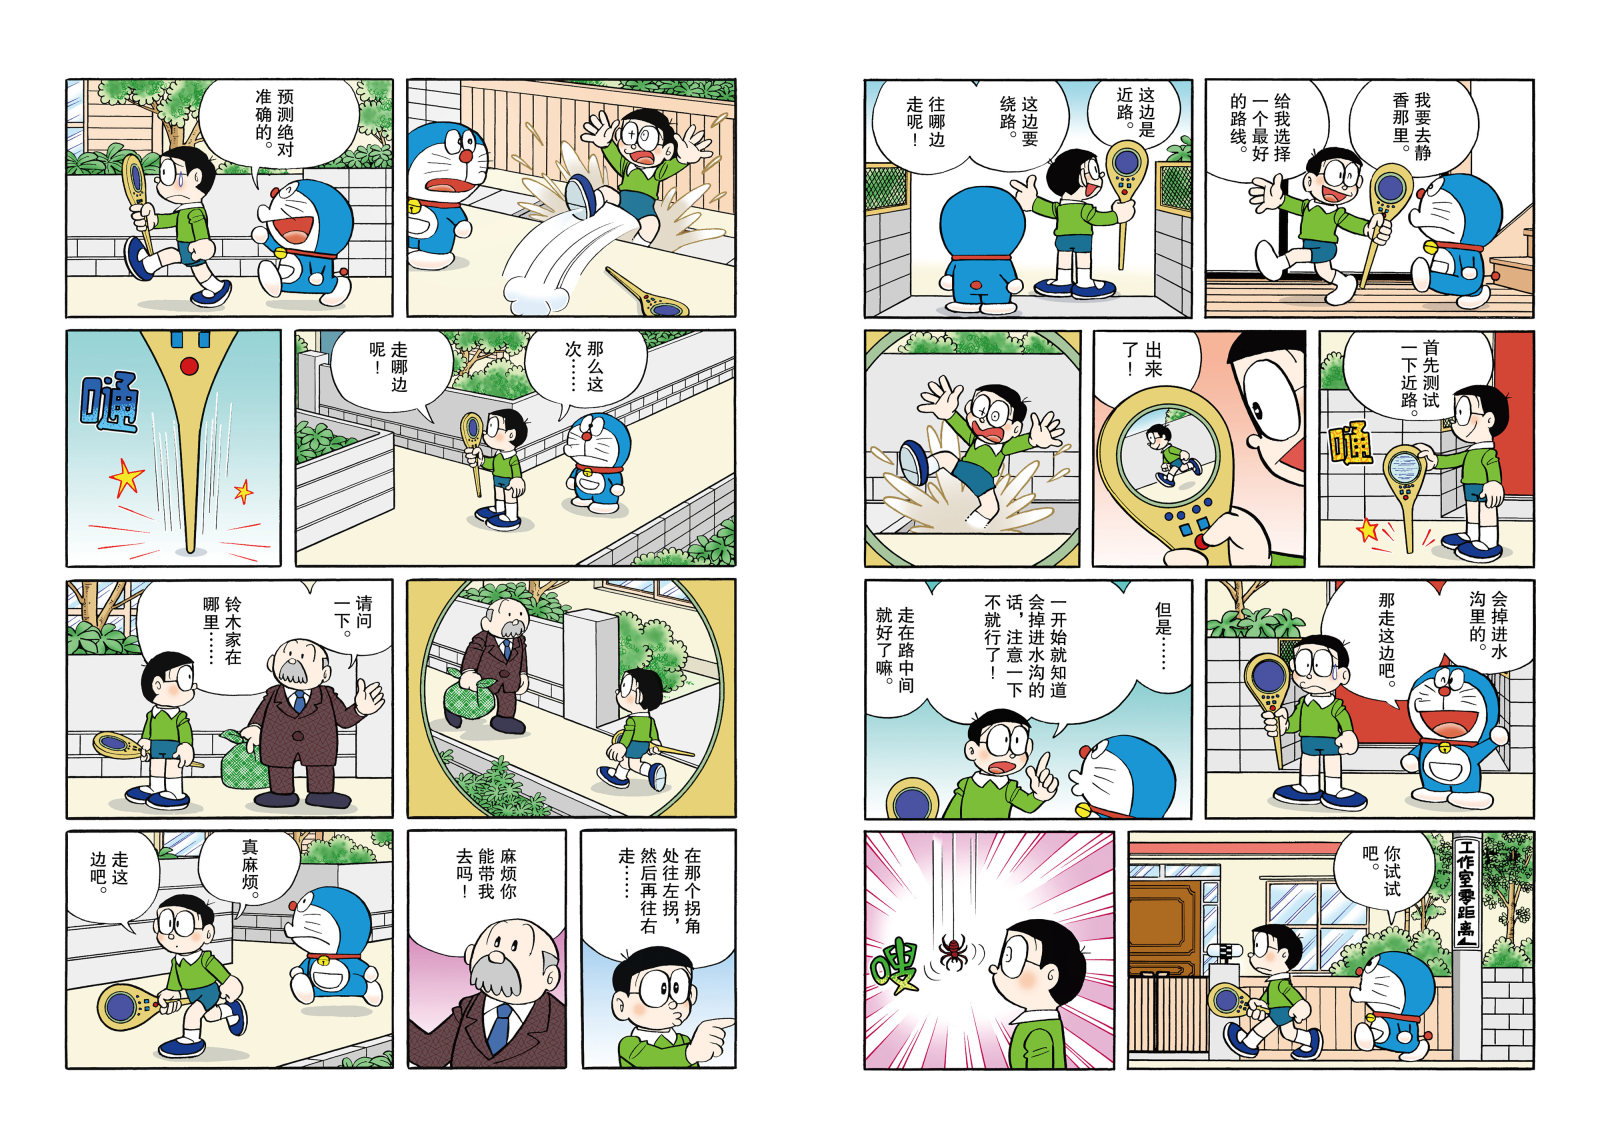 我要去静
香那里。
给我选择
一个最好
的路线。
这边是
近路。
这边要
绕路。
往哪边
走呢！
首先测试
一下近路。
嗵
出来
了！
会掉进水
沟里的。
那走这边吧。
但是……
一开始就知道
会掉进水沟的
话，注意一下
不就行了！
走在路中间
就好了嘛。
工作室零距离
你试试
吧。
嗖
预测绝对
准确的。
那么这
次……
走哪边
呢！
嗵
请问
一下。
铃木家在
哪里……
在那个拐角
处往左拐，
然后再往右
走……
麻烦你
能带我
去吗！
真麻烦。
走这
边吧。